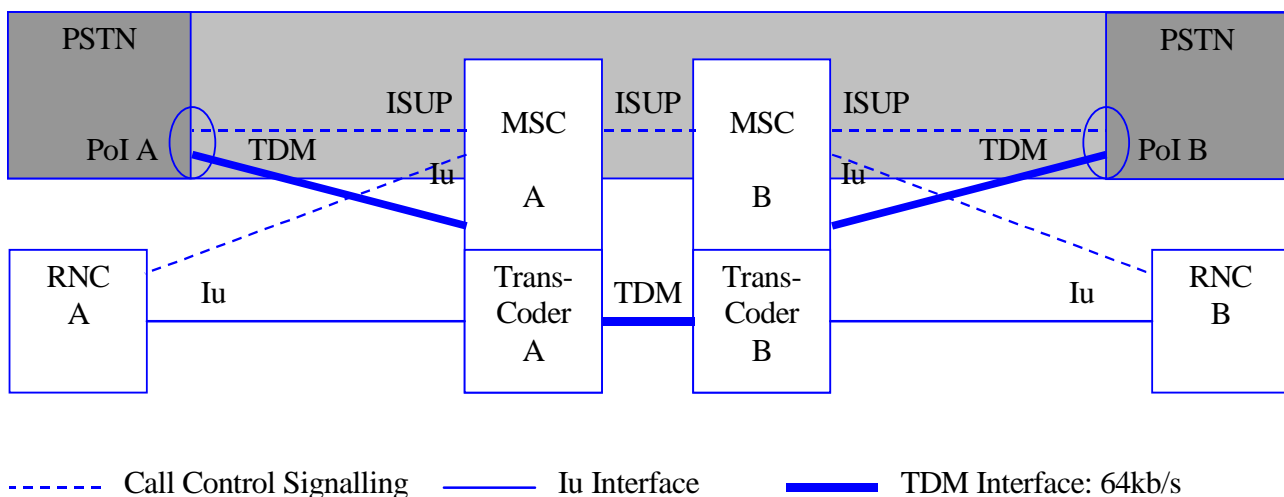 PSTN
PSTN
ISUP
ISUP
ISUP
MSC
A
MSC
B
PoI A
TDM
TDM
PoI B
Iu
Iu
RNC
A
Iu
Trans-
Coder
A
TDM
Trans-
Coder
B
Iu
RNC
B
Call Control Signalling
Iu Interface
TDM Interface: 64kb/s